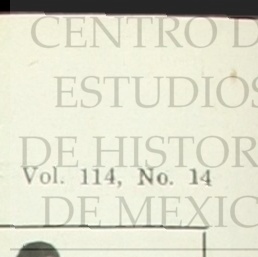 CENTRO D
ESTUDIOS
DE HISTOR
Vol. 114, No. 14
DE MEXIC